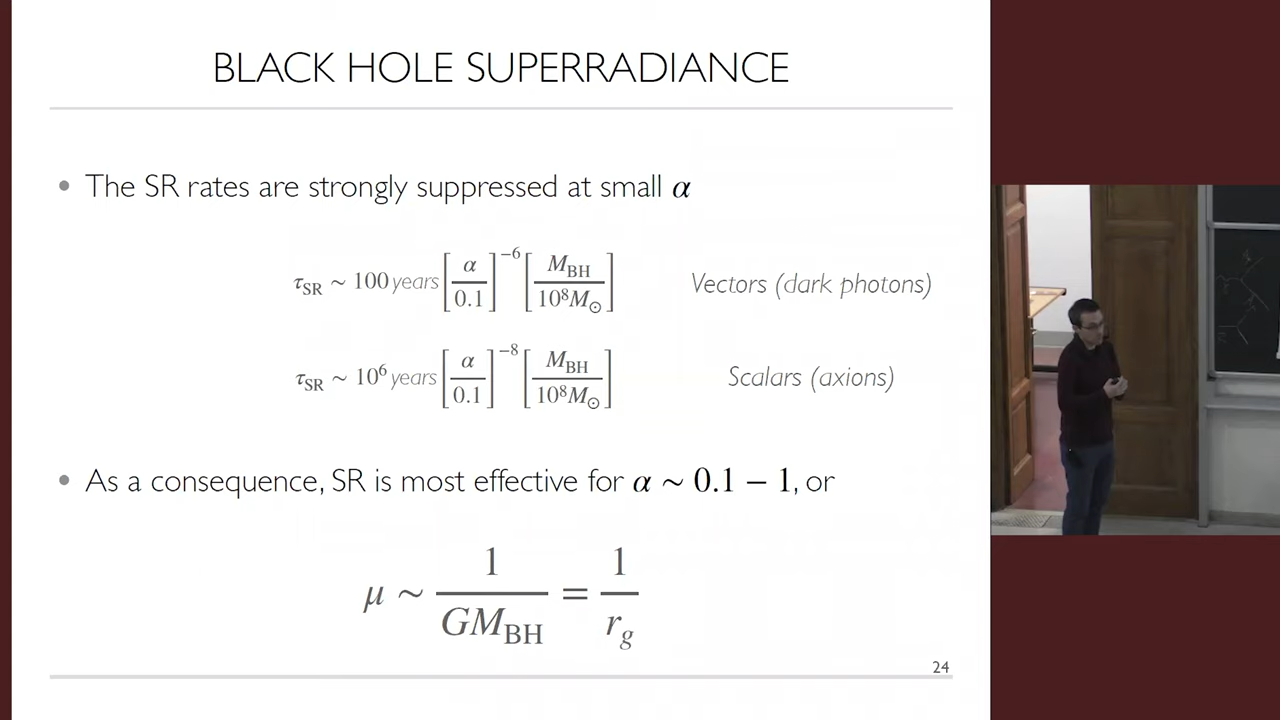 BLACK HOLE SUPERRADIANCE
• The SR rates are strongly suppressed at small α
τ_SR ~ 100 years [α/0.1]^−6 [M_BH/10^8 M_⊙] Vectors (dark photons)
τ_SR ~ 10^6 years [α/0.1]^−8 [M_BH/10^8 M_⊙] Scalars (axions)
• As a consequence, SR is most effective for α ~ 0.1 − 1, or
μ ~ 1/(GM_BH) = 1/r_g
24